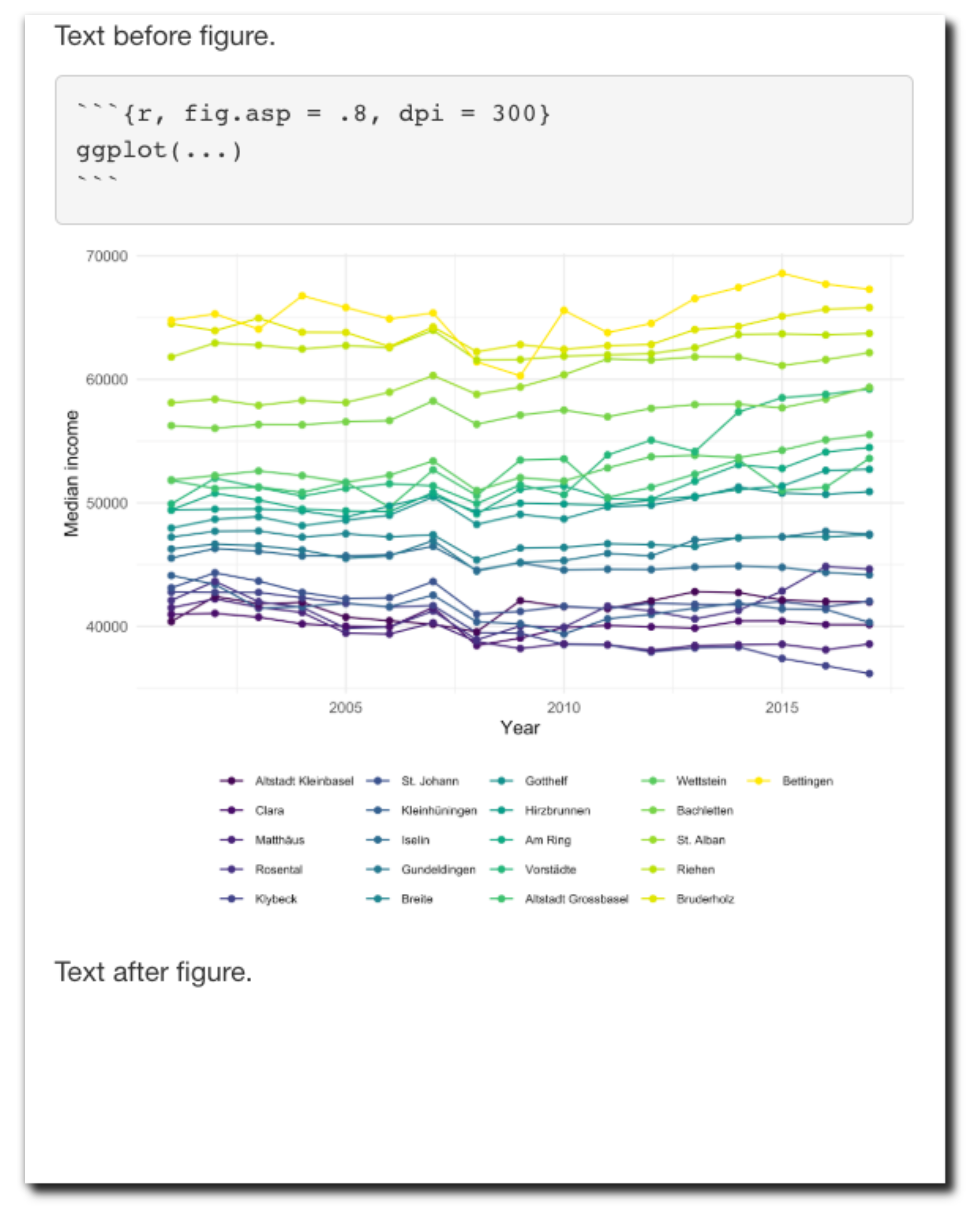 Text before figure.
```{r, fig.asp = .8, dpi = 300}
ggplot(...)
```
70000
60000
50000
40000
Median income
2005 2010 2015
Year
Altstadt Kleinbasel St. Johann Gotthelf Wettstein Bettingen
Clara Kleinhüningen Hirzbrunnen Bachletten
Matthäus Iselin Am Ring St. Alban
Rosental Gundeldingen Vorstädte Riehen
Klybeck Breite Altstadt Grossbasel Bruderholz
Text after figure.